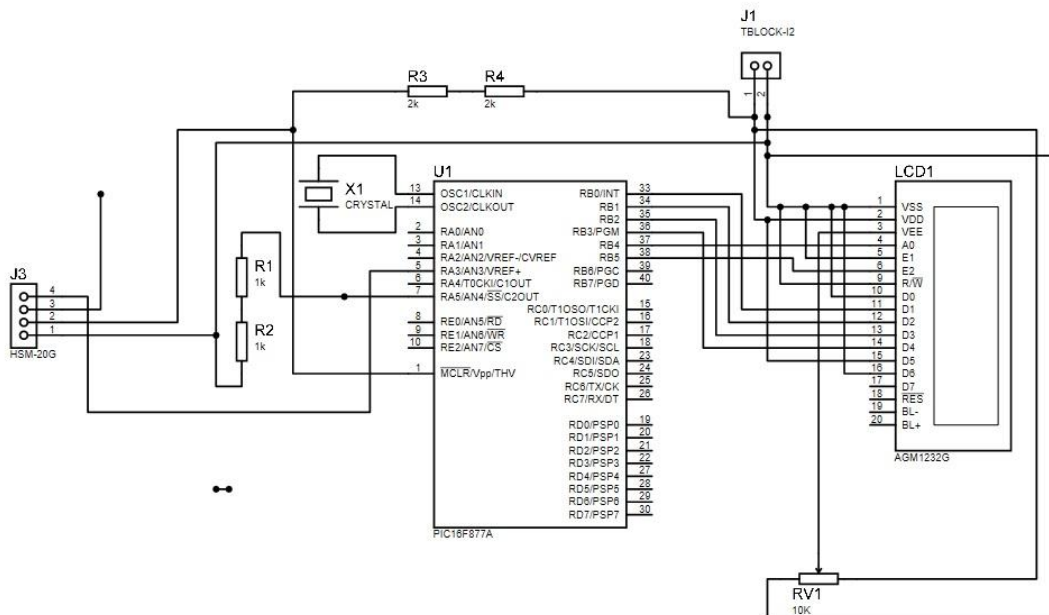 J1
TBLOCK-I2
1
2
R3
2k
R4
2k
X1
CRYSTAL
U1
13 OSC1/CLKIN
14 OSC2/CLKOUT
2 RA0/AN0
3 RA1/AN1
4 RA2/AN2/VREF-/CVREF
5 RA3/AN3/VREF+
6 RA4/T0CKI/C1OUT
7 RA5/AN4/SS/C2OUT
8 RE0/AN5/RD
9 RE1/AN6/WR
10 RE2/AN7/CS
1 MCLR/Vpp/THV
RB0/INT 33
RB1 34
RB2 35
RB3/PGM 36
RB4 37
RB5 38
RB6/PGC 39
RB7/PGD 40
RC0/T1OSO/T1CKI 15
RC1/T1OSI/CCP2 16
RC2/CCP1 17
RC3/SCK/SCL 18
RC4/SDI/SDA 23
RC5/SDO 24
RC6/TX/CK 25
RC7/RX/DT 26
RD0/PSP0 19
RD1/PSP1 20
RD2/PSP2 21
RD3/PSP3 22
RD4/PSP4 27
RD5/PSP5 28
RD6/PSP6 29
RD7/PSP7 30
PIC16F877A
J3
4
3
2
1
HSM-20G
R1
1k
R2
1k
LCD1
1 VSS
2 VDD
3 VEE
4 A0
5 E1
6 E2
9 R/W
10 D0
11 D1
12 D2
13 D3
14 D4
15 D5
16 D6
17 D7
18 RES
19 BL-
20 BL+
AGM1232G
RV1
10K